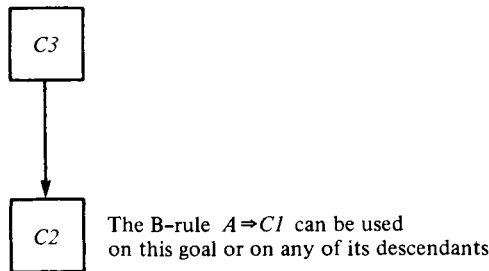 C3
The B-rule A⇒C1 can be used
C2 on this goal or on any of its descendants